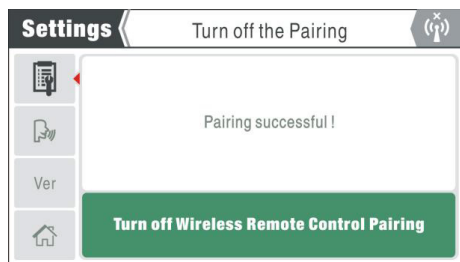 Settings
Turn off the Pairing
Pairing successful !
Ver
Turn off Wireless Remote Control Pairing